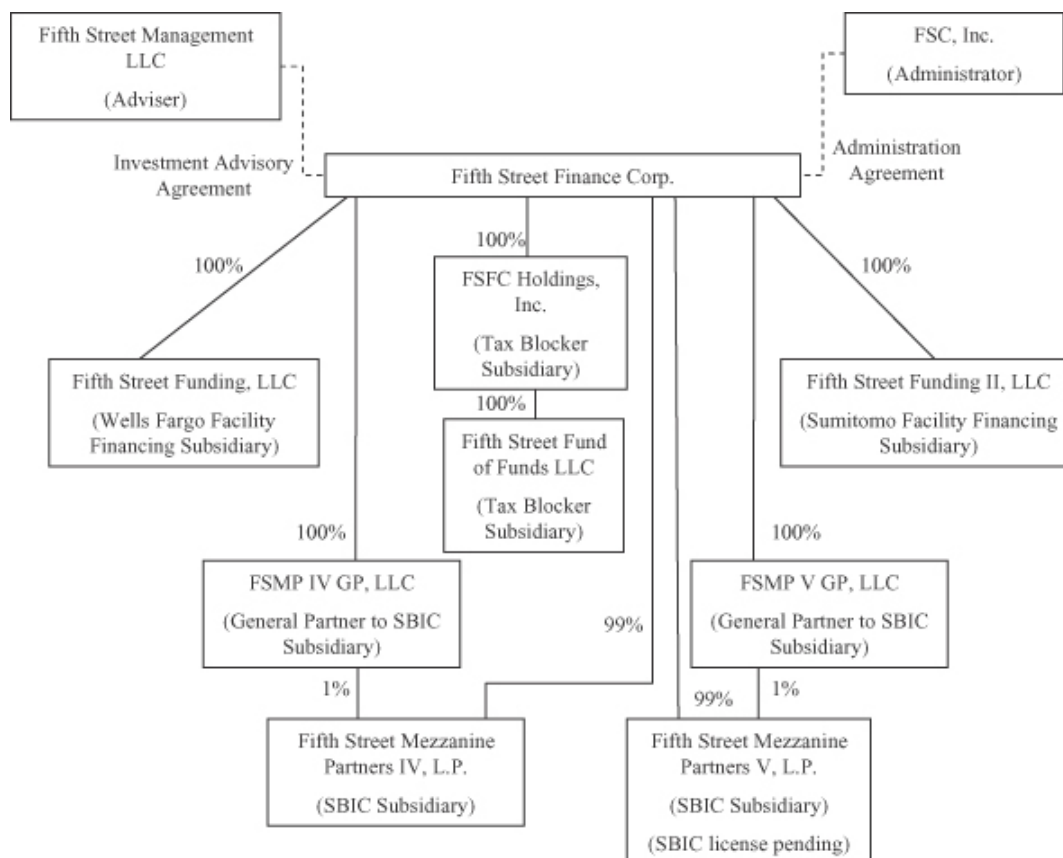 Fifth Street Management
LLC
(Adviser)
FSC, Inc.
(Administrator)
Investment Advisory
Agreement
Administration
Agreement
Fifth Street Finance Corp.
100%
100%
100%
FSFC Holdings,
Inc.
(Tax Blocker
Subsidiary)
Fifth Street Funding, LLC
(Wells Fargo Facility
Financing Subsidiary)
Fifth Street Funding II, LLC
(Sumitomo Facility Financing
Subsidiary)
100%
Fifth Street Fund
of Funds LLC
(Tax Blocker
Subsidiary)
100%
100%
FSMP IV GP, LLC
(General Partner to SBIC
Subsidiary)
99%
FSMP V GP, LLC
(General Partner to SBIC
Subsidiary)
1%
99%
1%
Fifth Street Mezzanine
Partners IV, L.P.
(SBIC Subsidiary)
Fifth Street Mezzanine
Partners V, L.P.
(SBIC Subsidiary)
(SBIC license pending)